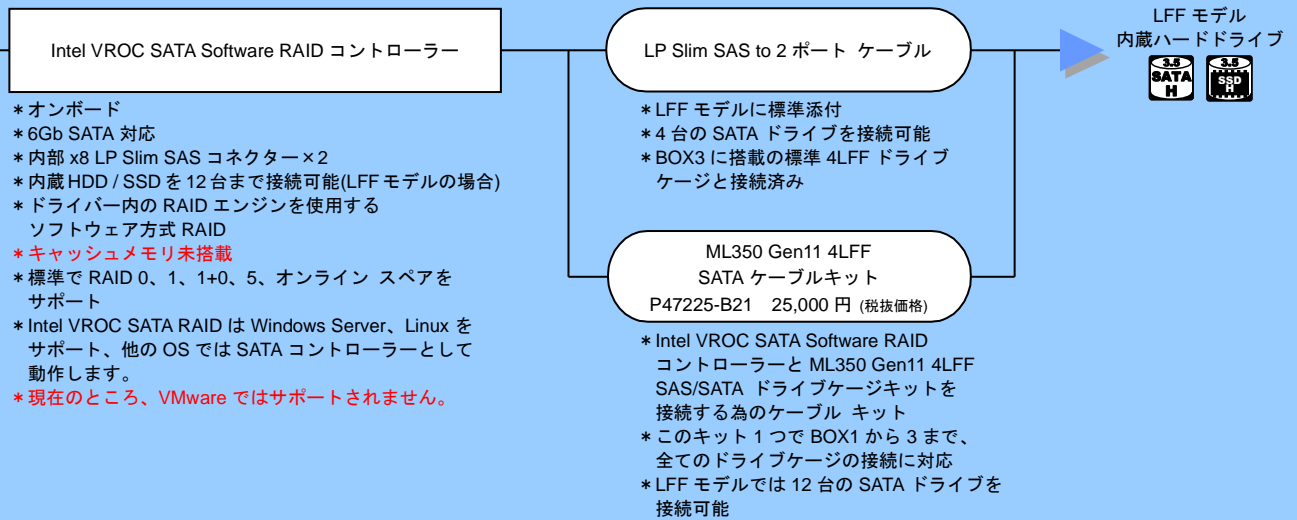 Intel VROC SATA Software RAID コントローラー
＊オンボード
＊6Gb SATA 対応
＊内部 x8 LP Slim SAS コネクター×2
＊内蔵 HDD / SSD を 12 台まで接続可能(LFF モデルの場合)
＊ドライバー内の RAID エンジンを使用する
ソフトウェア方式 RAID
＊キャッシュメモリ未搭載
＊標準で RAID 0、1、1+0、5、オンライン スペアを
サポート
＊Intel VROC SATA RAID は Windows Server、Linux を
サポート、他の OS では SATA コントローラーとして
動作します。
＊現在のところ、VMware ではサポートされません。
LP Slim SAS to 2 ポート ケーブル
＊LFF モデルに標準添付
＊4 台の SATA ドライブを接続可能
＊BOX3 に搭載の標準 4LFF ドライブ
ケージと接続済み
ML350 Gen11 4LFF
SATA ケーブルキット
P47225-B21 25,000 円 (税抜価格)
＊Intel VROC SATA Software RAID
コントローラーと ML350 Gen11 4LFF
SAS/SATA ドライブケージキットを
接続する為のケーブル キット
＊このキット 1 つで BOX1 から 3 まで、
全てのドライブケージの接続に対応
＊LFF モデルでは 12 台の SATA ドライブを
接続可能
LFF モデル
内蔵ハードドライブ
3.5
SATA
H
3.5
SSD
H